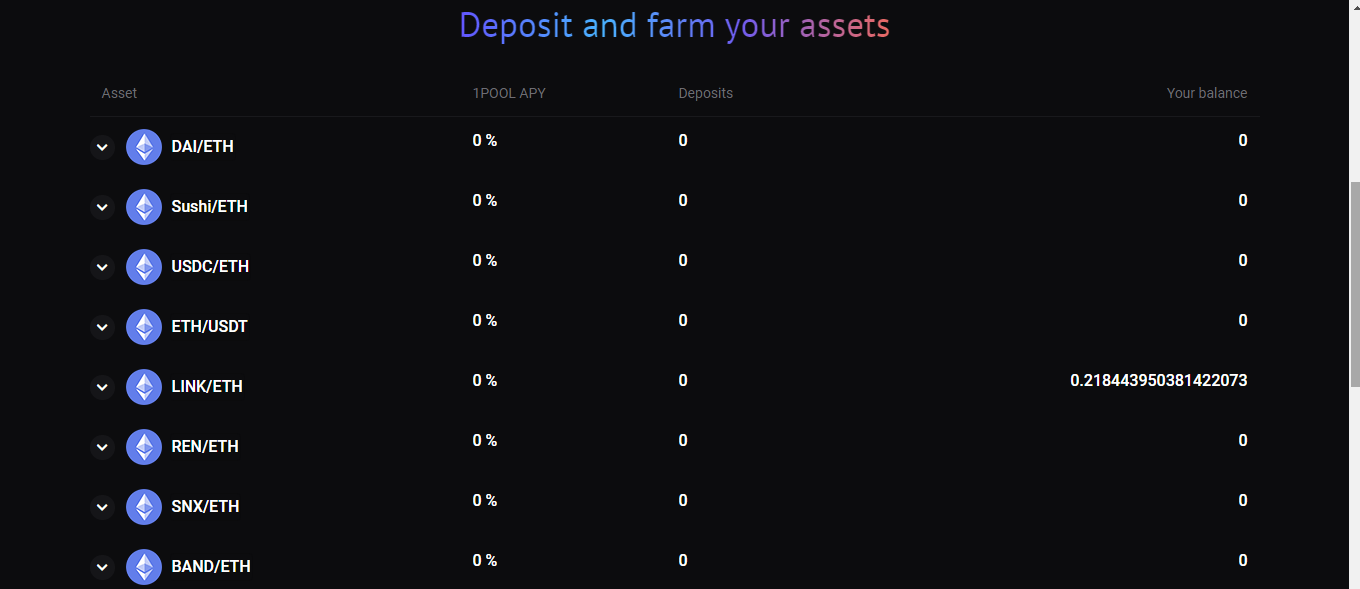 Deposit and farm your assets
Asset 1POOL APY Deposits Your balance
DAI/ETH 0 % 0 0
Sushi/ETH 0 % 0 0
USDC/ETH 0 % 0 0
ETH/USDT 0 % 0 0
LINK/ETH 0 % 0 0.218443950381422073
REN/ETH 0 % 0 0
SNX/ETH 0 % 0 0
BAND/ETH 0 % 0 0